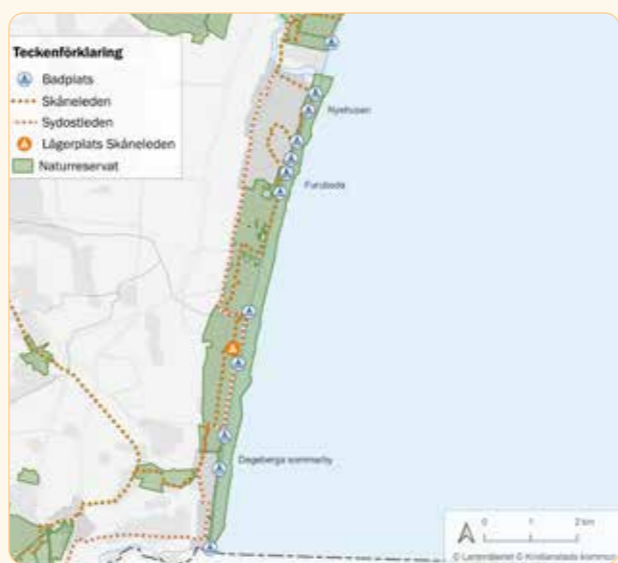 Teckenförklaring
Badplats
Skåneleden
Sydostleden
Lägerplats Skåneleden
Naturreservat
Nyehusen
Furuboda
Degeberga sommarby
0 1 2 km
© Lantmäteriet © Kristianstads kommun